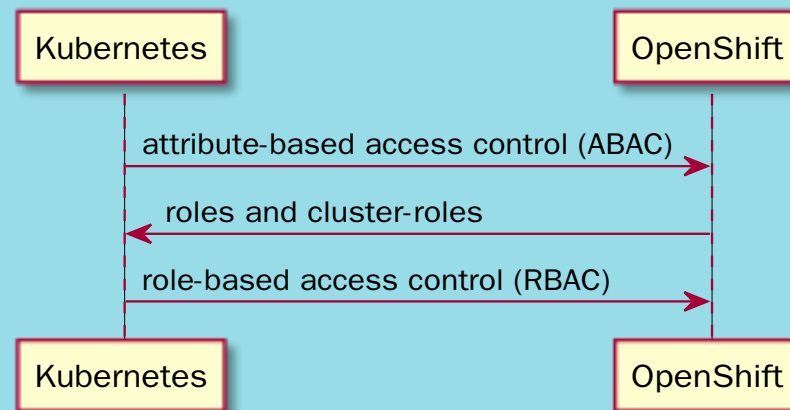 Kubernetes
OpenShift
attribute-based access control (ABAC)
roles and cluster-roles
role-based access control (RBAC)
Kubernetes
OpenShift